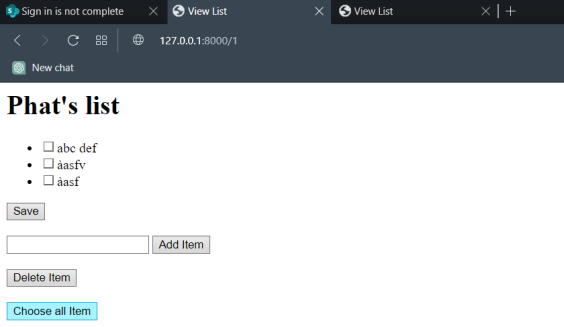 Sign in is not complete
View List
View List
127.0.0.1:8000/1
New chat
Phat's list
abc def
àasfv
àasf
Save
Add Item
Delete Item
Choose all Item